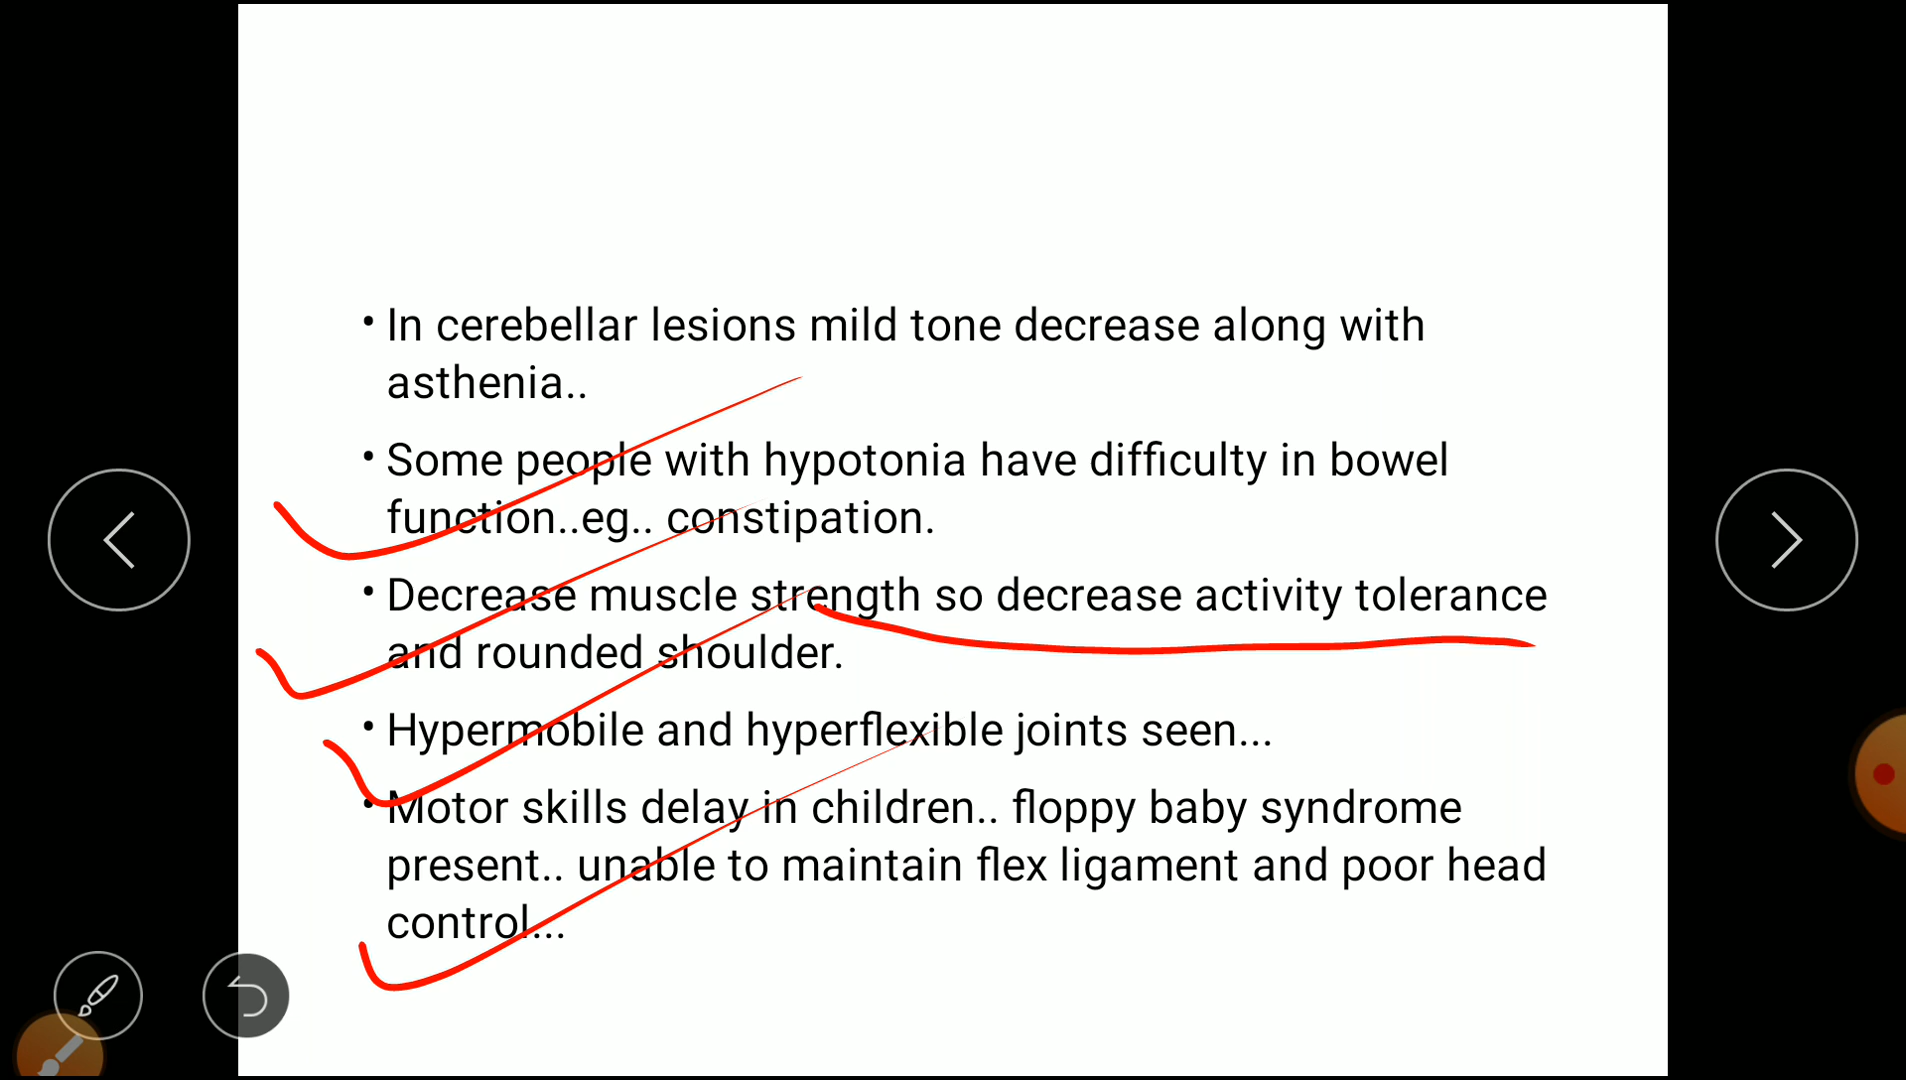 • In cerebellar lesions mild tone decrease along with
asthenia..
• Some people with hypotonia have difficulty in bowel
function..eg.. constipation.
• Decrease muscle strength so decrease activity tolerance
and rounded shoulder.
• Hypermobile and hyperflexible joints seen...
• Motor skills delay in children.. floppy baby syndrome
present.. unable to maintain flex ligament and poor head
control...